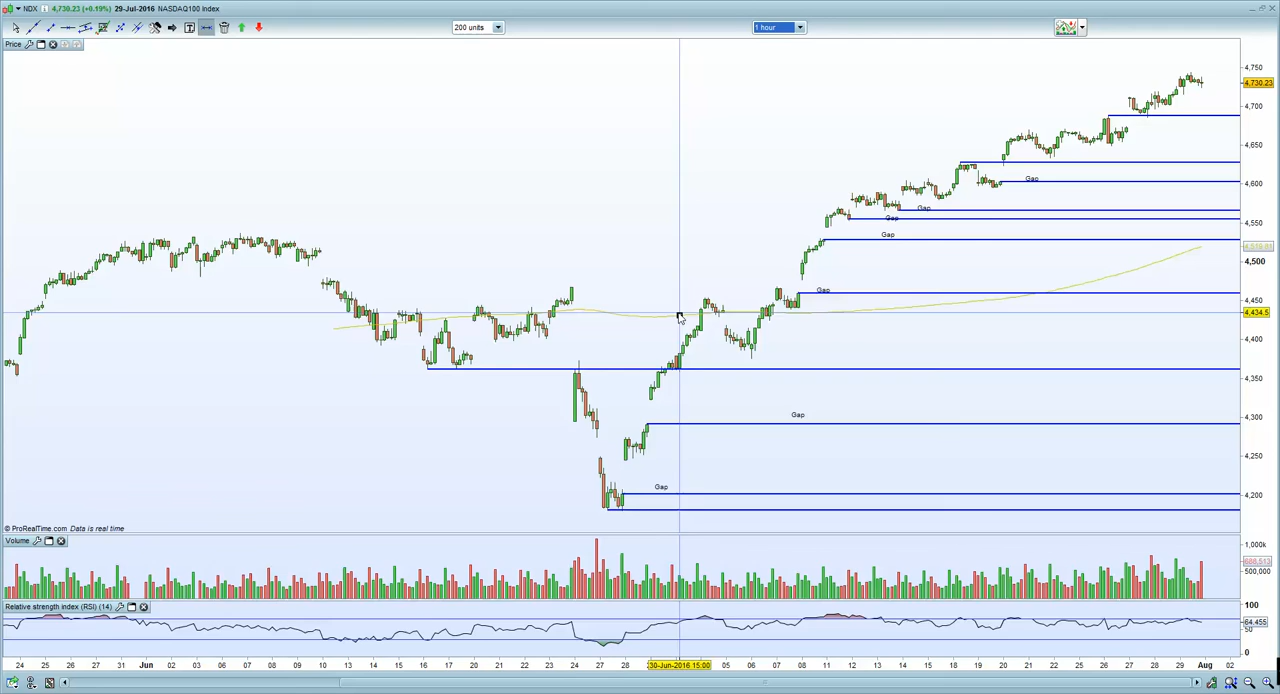 NDX 4,730.23 (+0.19%) 29-Jul-2016 NASDAQ100 Index
200 units
1 hour
Price
4,750
4,730.23
4,700
4,650
4,600
Gap
4,550
Gap
Gap
Gap
4,500
Gap
4,450
4,434.5
4,400
4,350
4,300
Gap
4,250
4,200
Gap
© ProRealTime.com Data is real time
Volume
1,000k
500,000
Relative strength index (RSI) (14)
100
64.455
50
0
24 25 26 27 31 Jun 02 03 06 07 08 09 10 13 14 15 16 17 20 21 22 23 24 27 28 30-Jun-2016 15:00 05 06 07 08 11 12 13 14 15 18 19 20 21 22 25 26 27 28 29 Aug 02